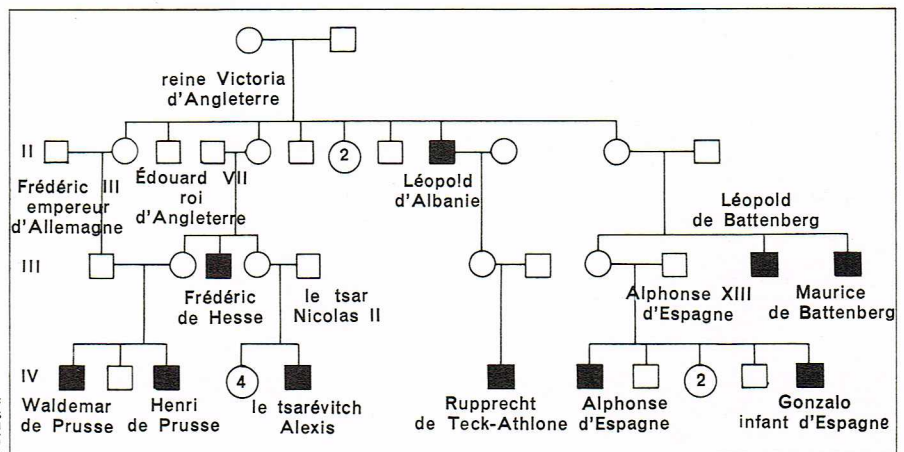 reine Victoria
d'Angleterre
II
2
Frédéric III
empereur
d'Allemagne
Édouard VII
roi
d'Angleterre
Léopold
d'Albanie
Léopold
de Battenberg
III
Frédéric
de Hesse
le tsar
Nicolas II
Alphonse XIII
d'Espagne
Maurice
de Battenberg
IV
4
2
Waldemar
de Prusse
Henri
de Prusse
le tsarévitch
Alexis
Rupprecht
de Teck-Athlone
Alphonse
d'Espagne
Gonzalo
infant d'Espagne